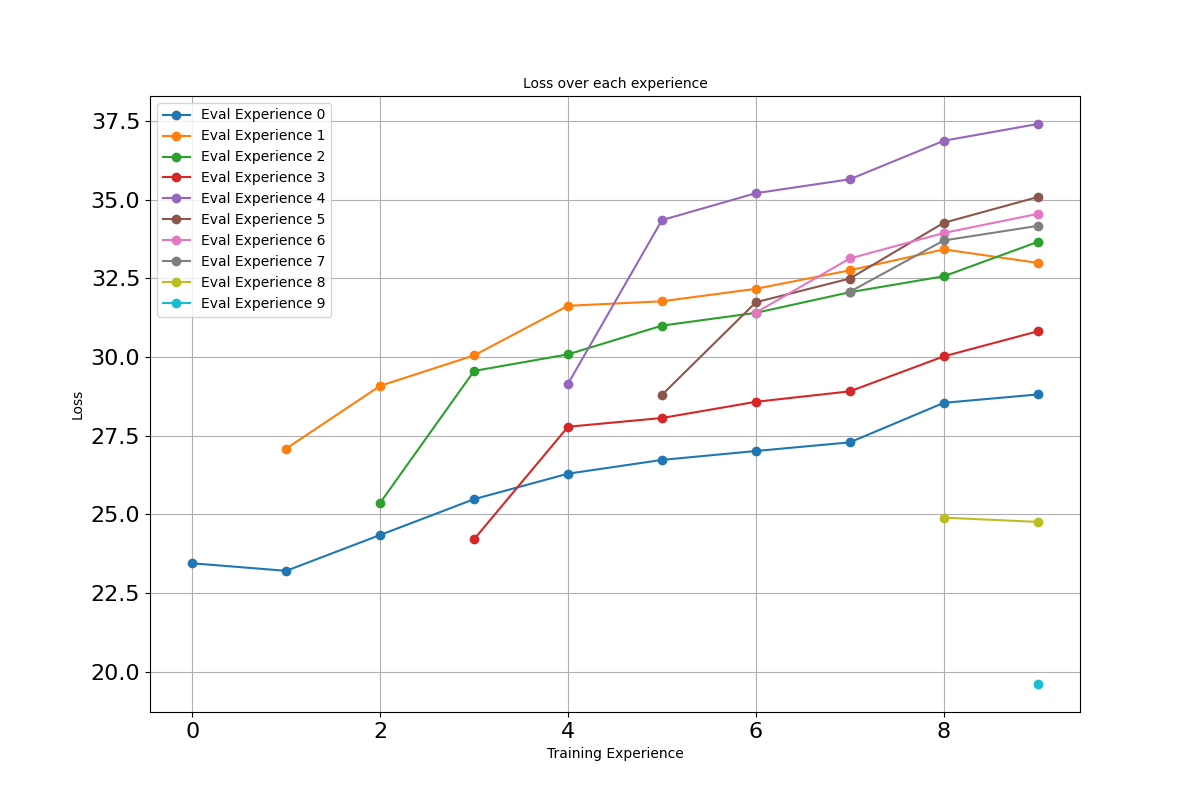 Loss over each experience
37.5
35.0
32.5
30.0
27.5
25.0
22.5
20.0
Loss
Eval Experience 0
Eval Experience 1
Eval Experience 2
Eval Experience 3
Eval Experience 4
Eval Experience 5
Eval Experience 6
Eval Experience 7
Eval Experience 8
Eval Experience 9
0 2 4 6 8
Training Experience